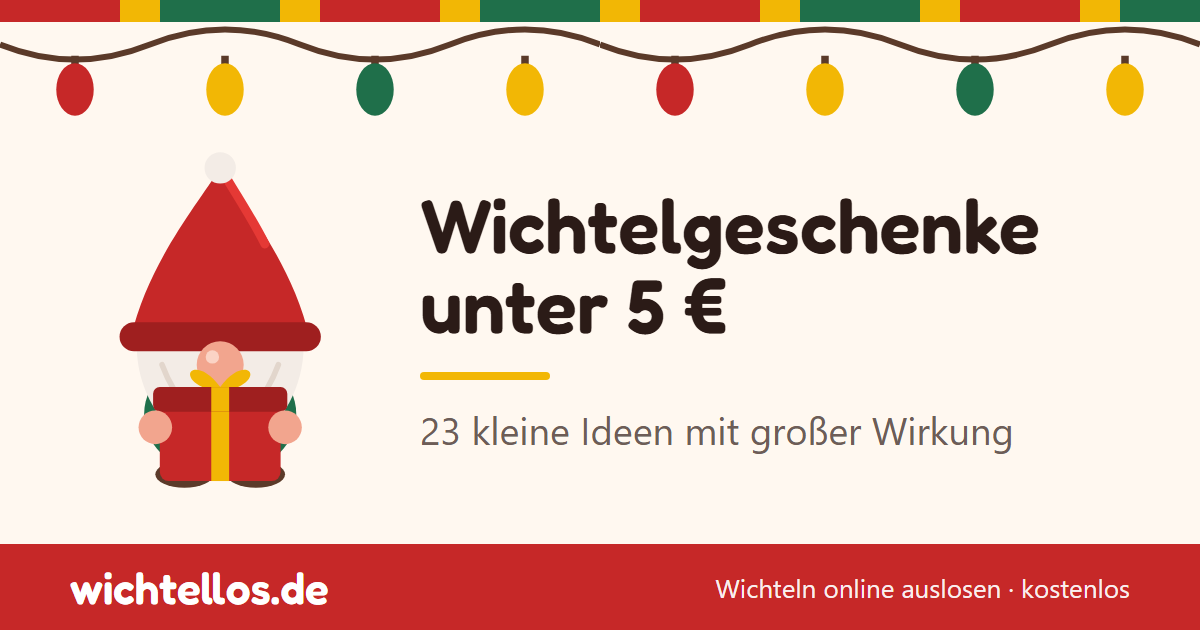 Wichtelgeschenke
unter 5 €
23 kleine Ideen mit großer Wirkung
wichtellos.de
Wichteln online auslosen · kostenlos